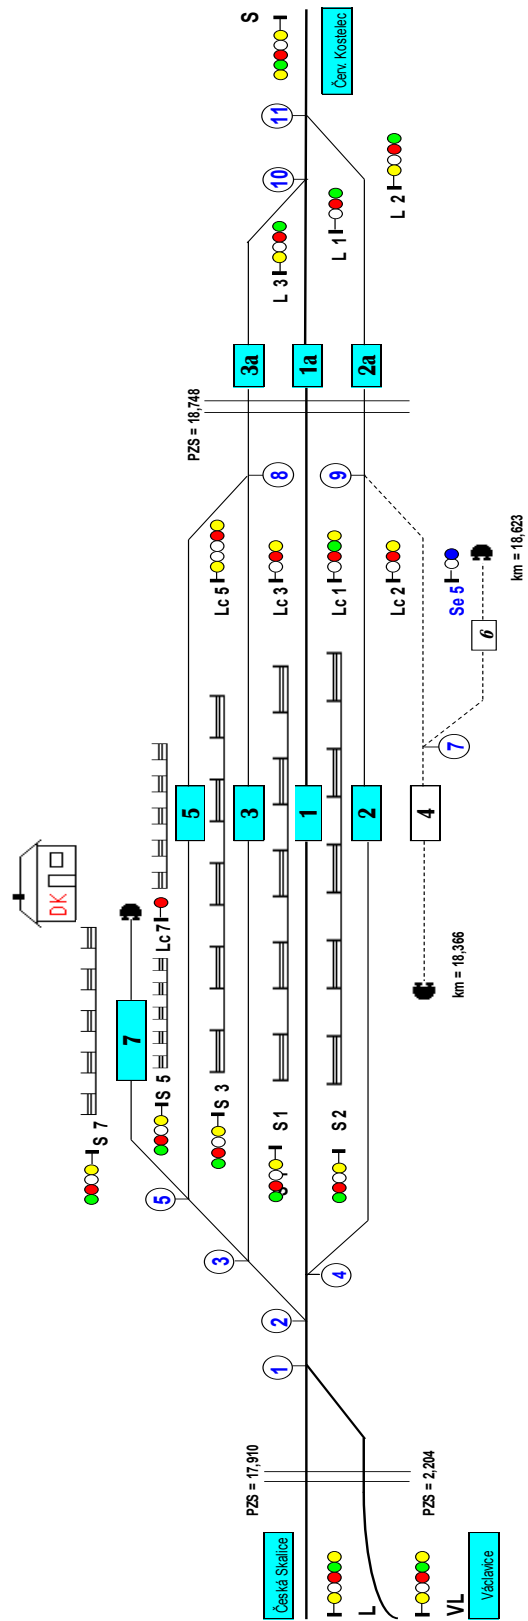 S
Červ. Kostelec
11
10
L 3
L 1
L 2
3a
1a
2a
PZS = 18,748
8
9
Lc 5
Lc 3
Lc 1
Lc 2
Se 5
km = 18,623
6
7
DK
5
3
1
2
4
Lc 7
km = 18,366
7
S 7
S 5
S 3
S 1
S 2
5
3
4
2
1
PZS = 17,910
PZS = 2,204
Česká Skalice
L
VL
Václavice